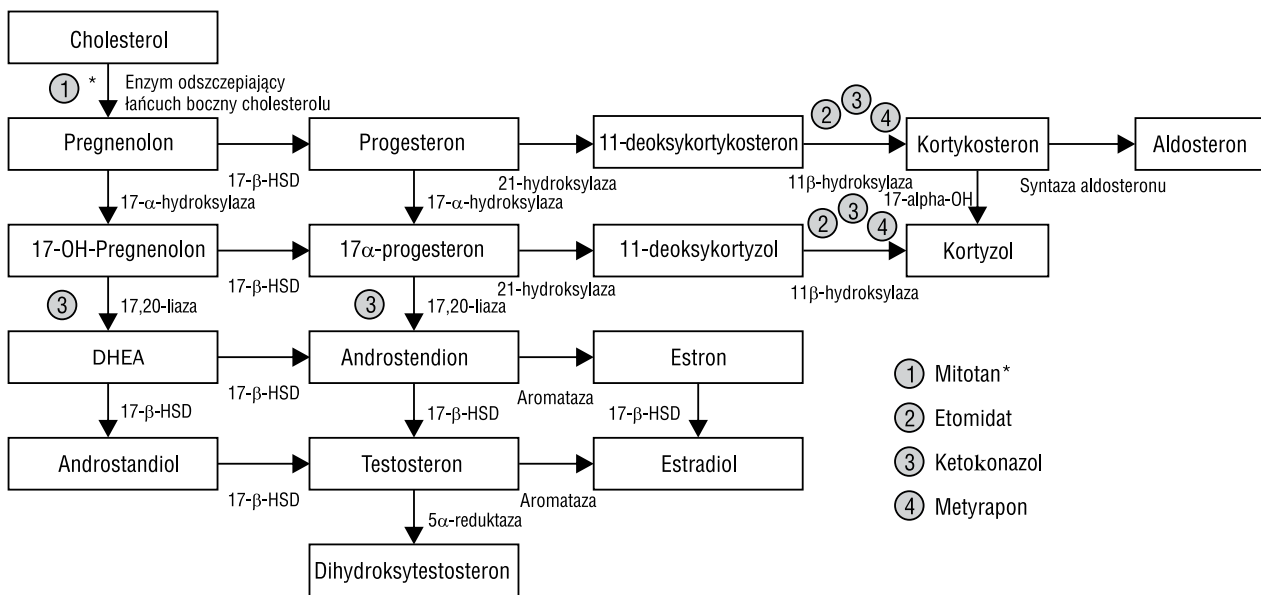 Cholesterol
1 *
Enzym odszczepiający
łańcuch boczny cholesterolu
2 3 4
Pregnenolon
Progesteron
11-deoksykortykosteron
Kortykosteron
Aldosteron
17-β-HSD
21-hydroksylaza
11β-hydroksylaza
Syntaza aldosteronu
17-α-hydroksylaza
17-α-hydroksylaza
17-alpha-OH
2 3 4
17-OH-Pregnenolon
17α-progesteron
11-deoksykortyzol
Kortyzol
17-β-HSD
21-hydroksylaza
11β-hydroksylaza
3
17,20-liaza
3
17,20-liaza
DHEA
Androstendion
Estron
17-β-HSD
Aromataza
17-β-HSD
17-β-HSD
17-β-HSD
Androstandiol
Testosteron
Estradiol
17-β-HSD
Aromataza
5α-reduktaza
Dihydroksytestosteron
1 Mitotan*
2 Etomidat
3 Ketokonazol
4 Metyrapon